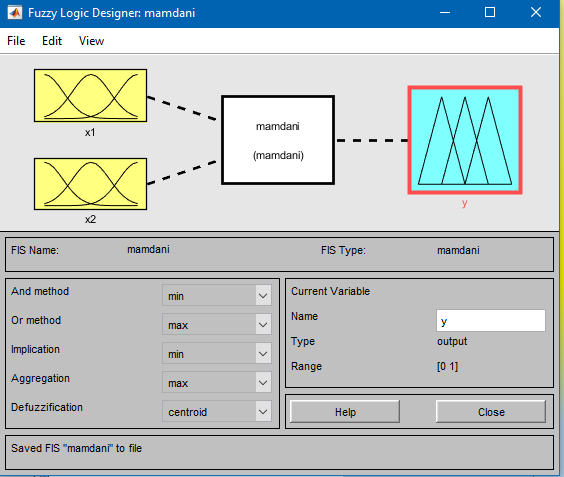 Fuzzy Logic Designer: mamdani
File Edit View
x1
x2
mamdani
(mamdani)
y
FIS Name: mamdani FIS Type: mamdani
And method min
Or method max
Implication min
Aggregation max
Defuzzification centroid
Current Variable
Name y
Type output
Range [0 1]
Help Close
Saved FIS "mamdani" to file